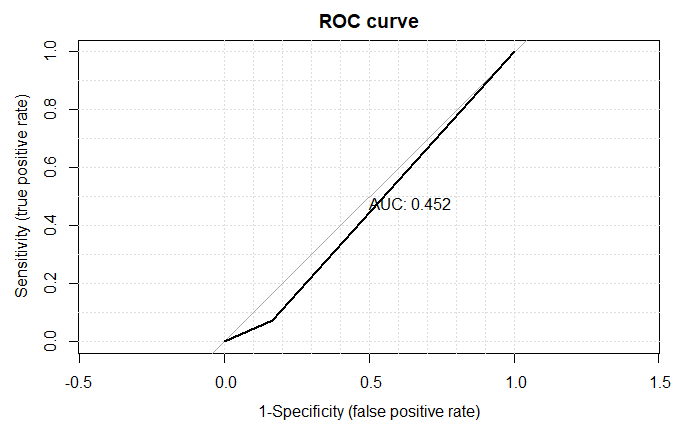 ROC curve
1.0
0.8
0.6
0.4
0.2
0.0
Sensitivity (true positive rate)
AUC: 0.452
-0.5 0.0 0.5 1.0 1.5
1-Specificity (false positive rate)